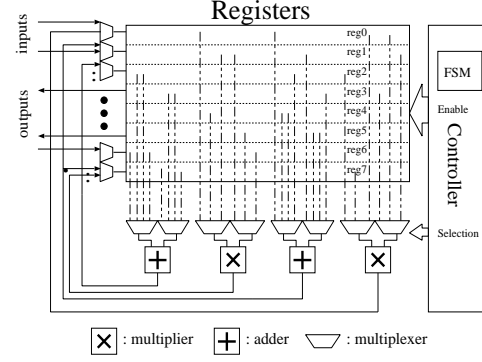 Registers
inputs
outputs
reg0
reg1
reg2
reg3
reg4
reg5
reg6
reg7
FSM
Enable
Controller
Selection
: multiplier
: adder
: multiplexer